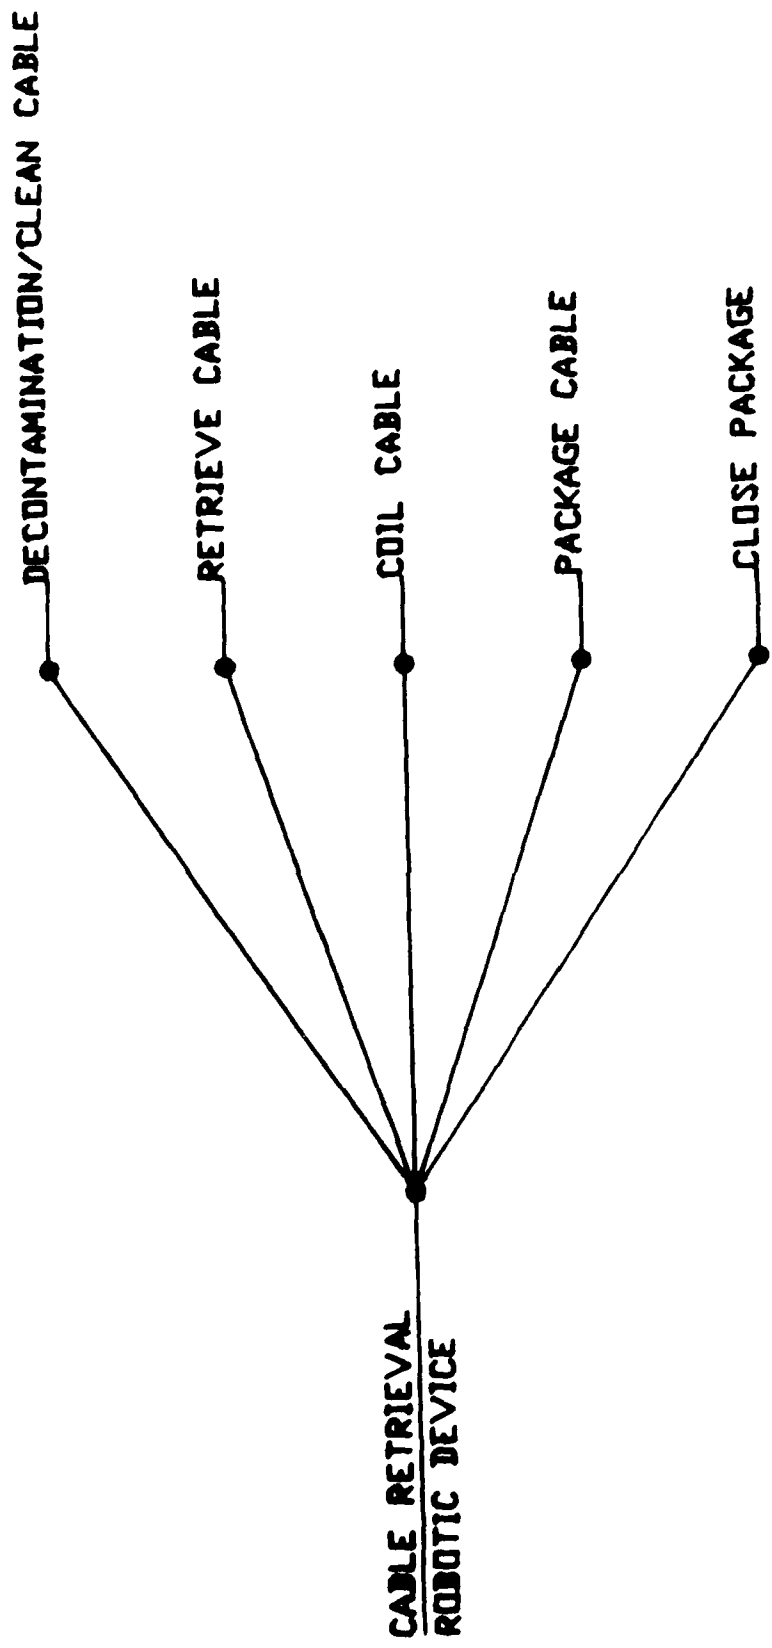 CABLE RETRIEVAL
ROBOTIC DEVICE
DECONTAMINATION/CLEAN CABLE
RETRIEVE CABLE
COIL CABLE
PACKAGE CABLE
CLOSE PACKAGE